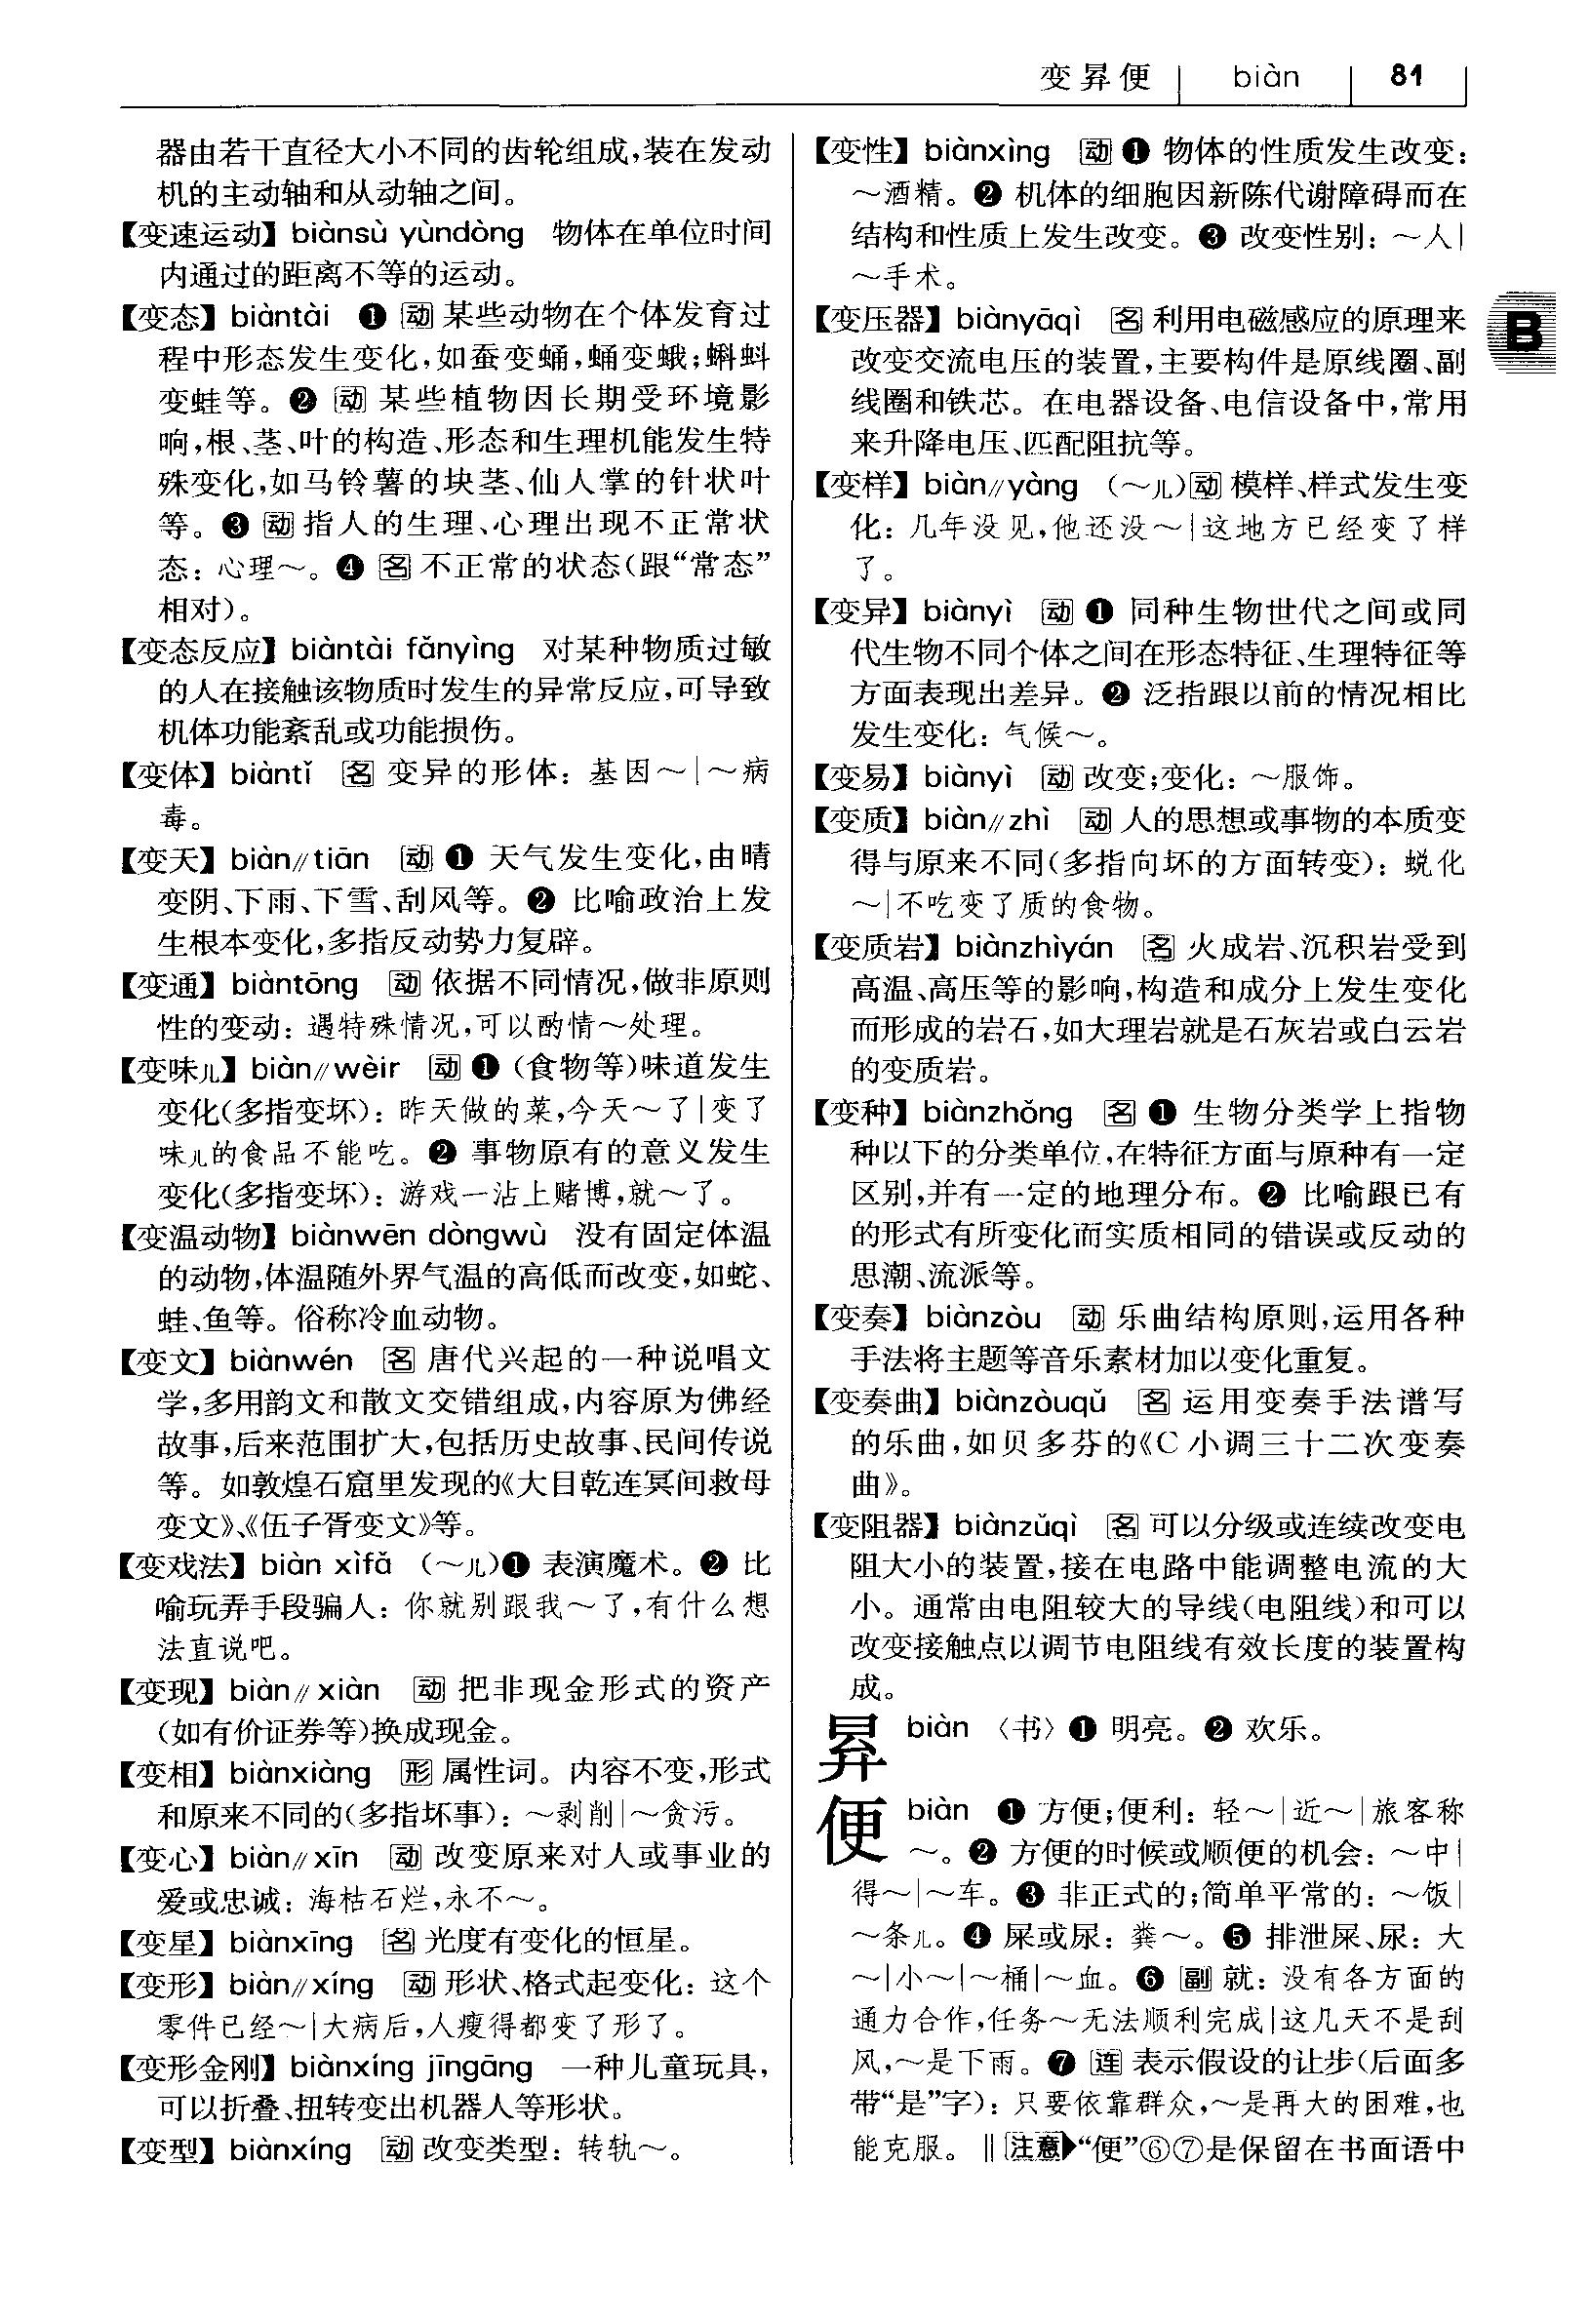 变昪便 biàn 81
器由若干直径大小不同的齿轮组成,装在发动
机的主动轴和从动轴之间。
【变速运动】biànsù yùndòng 物体在单位时间
内通过的距离不等的运动。
【变态】biàntài ❶ 动 某些动物在个体发育过
程中形态发生变化,如蚕变蛹,蛹变蛾;蝌蚪
变蛙等。❷ 动 某些植物因长期受环境影
响,根、茎、叶的构造、形态和生理机能发生特
殊变化,如马铃薯的块茎、仙人掌的针状叶
等。❸ 动 指人的生理、心理出现不正常状
态:心理～。❹ 名 不正常的状态(跟“常态”
相对)。
【变态反应】biàntài fǎnyìng 对某种物质过敏
的人在接触该物质时发生的异常反应,可导致
机体功能紊乱或功能损伤。
【变体】biàntǐ 名 变异的形体:基因～|～病
毒。
【变天】biàn//tiān 动 ❶ 天气发生变化,由晴
变阴、下雨、下雪、刮风等。❷ 比喻政治上发
生根本变化,多指反动势力复辟。
【变通】biàntōng 动 依据不同情况,做非原则
性的变动:遇特殊情况,可以酌情～处理。
【变味儿】biàn//wèir 动 ❶ (食物等)味道发生
变化(多指变坏):昨天做的菜,今天～了|变了
味儿的食品不能吃。❷ 事物原有的意义发生
变化(多指变坏):游戏一沾上赌博,就～了。
【变温动物】biànwēn dòngwù 没有固定体温
的动物,体温随外界气温的高低而改变,如蛇、
蛙、鱼等。俗称冷血动物。
【变文】biànwén 名 唐代兴起的一种说唱文
学,多用韵文和散文交错组成,内容原为佛经
故事,后来范围扩大,包括历史故事、民间传说
等。如敦煌石窟里发现的《大目乾连冥间救母
变文》、《伍子胥变文》等。
【变戏法】biàn xìfǎ (～儿)❶ 表演魔术。❷ 比
喻玩弄手段骗人:你就别跟我～了,有什么想
法直说吧。
【变现】biàn//xiàn 动 把非现金形式的资产
(如有价证券等)换成现金。
【变相】biànxiàng 形 属性词。内容不变,形式
和原来不同的(多指坏事):～剥削|～贪污。
【变心】biàn//xīn 动 改变原来对人或事业的
爱或忠诚:海枯石烂,永不～。
【变星】biànxīng 名 光度有变化的恒星。
【变形】biàn//xíng 动 形状、格式起变化:这个
零件已经～|大病后,人瘦得都变了形了。
【变形金刚】biànxíng jīngāng 一种儿童玩具,
可以折叠、扭转变出机器人等形状。
【变型】biànxíng 动 改变类型:转轨～。
【变性】biànxìng 动 ❶ 物体的性质发生改变:
～酒精。❷ 机体的细胞因新陈代谢障碍而在
结构和性质上发生改变。❸ 改变性别:～人|
～手术。
【变压器】biànyāqì 名 利用电磁感应的原理来
改变交流电压的装置,主要构件是原线圈、副
线圈和铁芯。在电器设备、电信设备中,常用
来升降电压、匹配阻抗等。
【变样】biàn//yàng (～儿)动 模样、样式发生变
化:几年没见,他还没～|这地方已经变了样
了。
【变异】biànyì 动 ❶ 同种生物世代之间或同
代生物不同个体之间在形态特征、生理特征等
方面表现出差异。❷ 泛指跟以前的情况相比
发生变化:气候～。
【变易】biànyì 动 改变;变化:～服饰。
【变质】biàn//zhì 动 人的思想或事物的本质变
得与原来不同(多指向坏的方面转变):蜕化
～|不吃变了质的食物。
【变质岩】biànzhìyán 名 火成岩、沉积岩受到
高温、高压等的影响,构造和成分上发生变化
而形成的岩石,如大理岩就是石灰岩或白云岩
的变质岩。
【变种】biànzhǒng 名 ❶ 生物分类学上指物
种以下的分类单位,在特征方面与原种有一定
区别,并有一定的地理分布。❷ 比喻跟已有
的形式有所变化而实质相同的错误或反动的
思潮、流派等。
【变奏】biànzòu 动 乐曲结构原则,运用各种
手法将主题等音乐素材加以变化重复。
【变奏曲】biànzòuqǔ 名 运用变奏手法谱写
的乐曲,如贝多芬的《C小调三十二次变奏
曲》。
【变阻器】biànzǔqì 名 可以分级或连续改变电
阻大小的装置,接在电路中能调整电流的大
小。通常由电阻较大的导线(电阻线)和可以
改变接触点以调节电阻线有效长度的装置构
成。
昪 biàn 〈书〉❶ 明亮。❷ 欢乐。
便 biàn ❶ 方便;便利:轻～|近～|旅客称
～。❷ 方便的时候或顺便的机会:～中|
得～|～车。❸ 非正式的;简单平常的:～饭|
～条儿。❹ 屎或尿:粪～。❺ 排泄屎、尿:大
～|小～|～桶|～血。❻ 副 就:没有各方面的
通力合作,任务～无法顺利完成|这几天不是刮
风,～是下雨。❼ 连 表示假设的让步(后面多
带“是”字):只要依靠群众,～是再大的困难,也
能克服。‖注意▶“便”⑥⑦是保留在书面语中
B